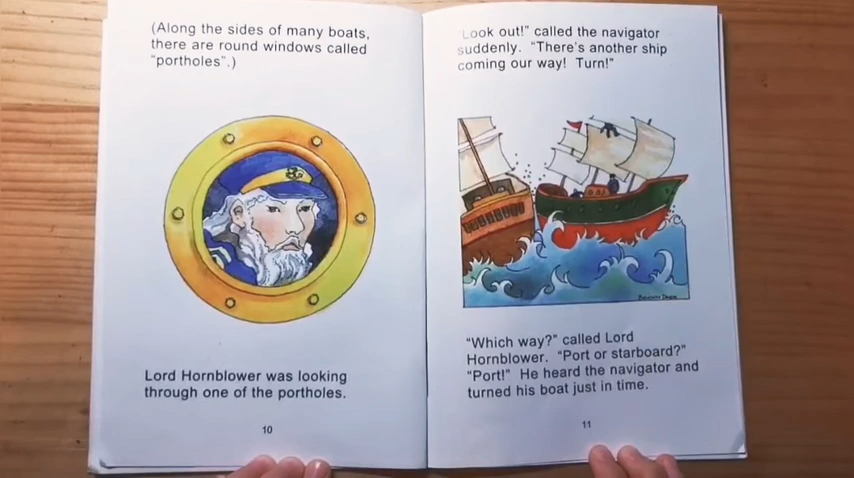 (Along the sides of many boats,
there are round windows called
"portholes".)
Lord Hornblower was looking
through one of the portholes.
10
Look out!" called the navigator
suddenly. "There's another ship
coming our way! Turn!"
"Which way?" called Lord
Hornblower. "Port or starboard?"
"Port!" He heard the navigator and
turned his boat just in time.
11